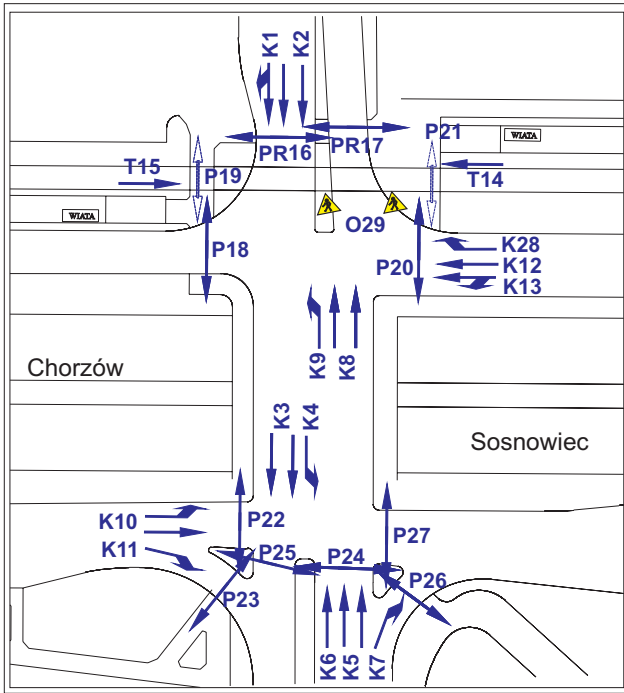 K1
K2
PR16
PR17
P21
WIATA
T15
P19
T14
WIATA
O29
P18
P20
K28
K12
K13
K9
K8
Chorzów
K3
K4
Sosnowiec
K10
P22
K11
P25
P24
P27
P23
P26
K6
K5
K7